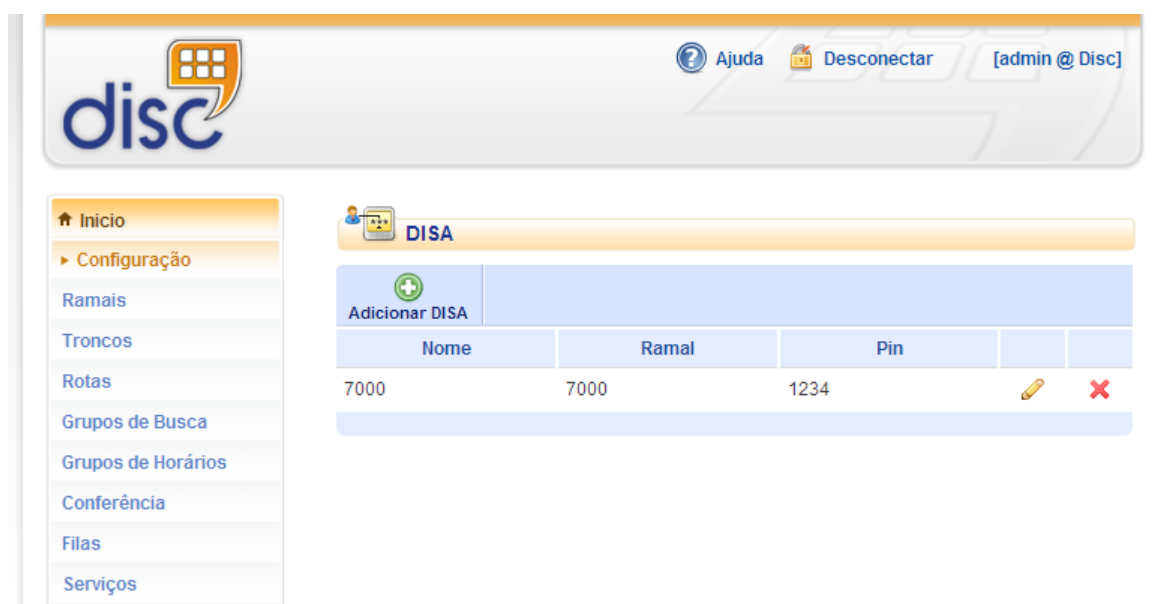 disc
Ajuda Desconectar [admin @ Disc]
Inicio
Configuração
Ramais
Troncos
Rotas
Grupos de Busca
Grupos de Horários
Conferência
Filas
Serviços
DISA
Adicionar DISA
Nome Ramal Pin
7000 7000 1234